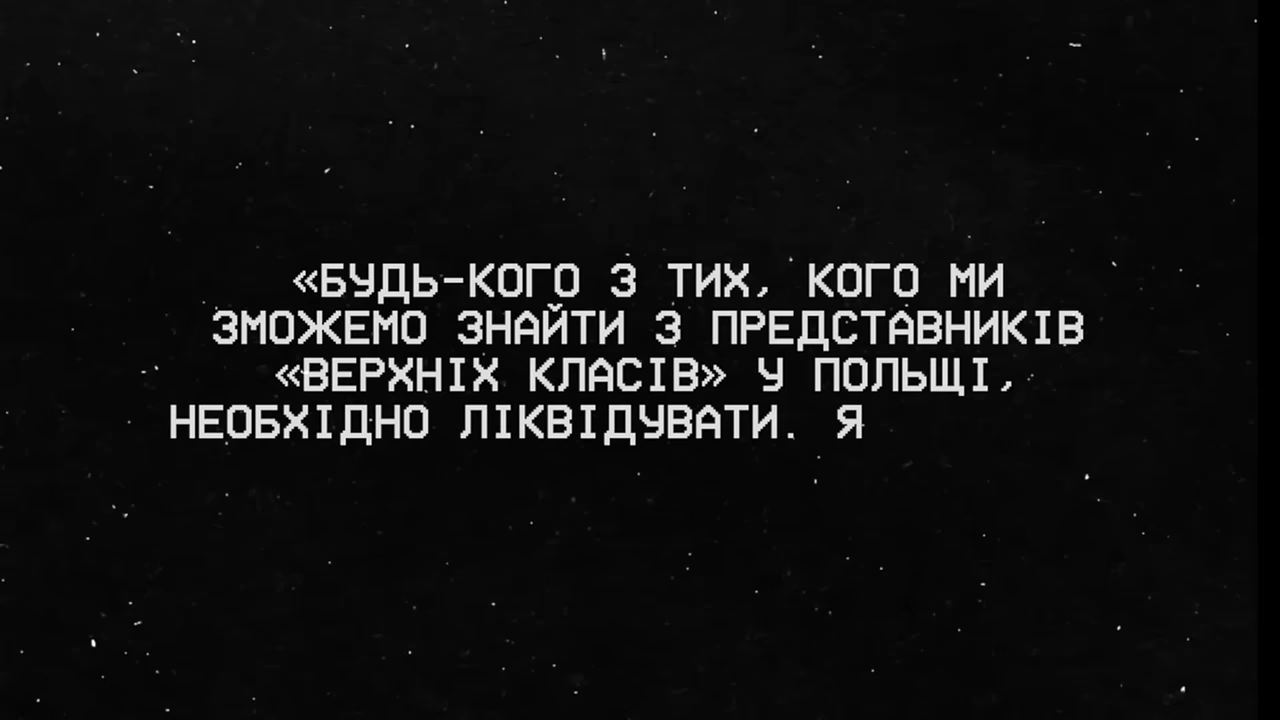 «БУДЬ-КОГО З ТИХ, КОГО МИ
ЗМОЖЕМО ЗНАЙТИ З ПРЕДСТАВНИКІВ
«ВЕРХНІХ КЛАСІВ» У ПОЛЬЩІ,
НЕОБХІДНО ЛІКВІДУВАТИ. Я